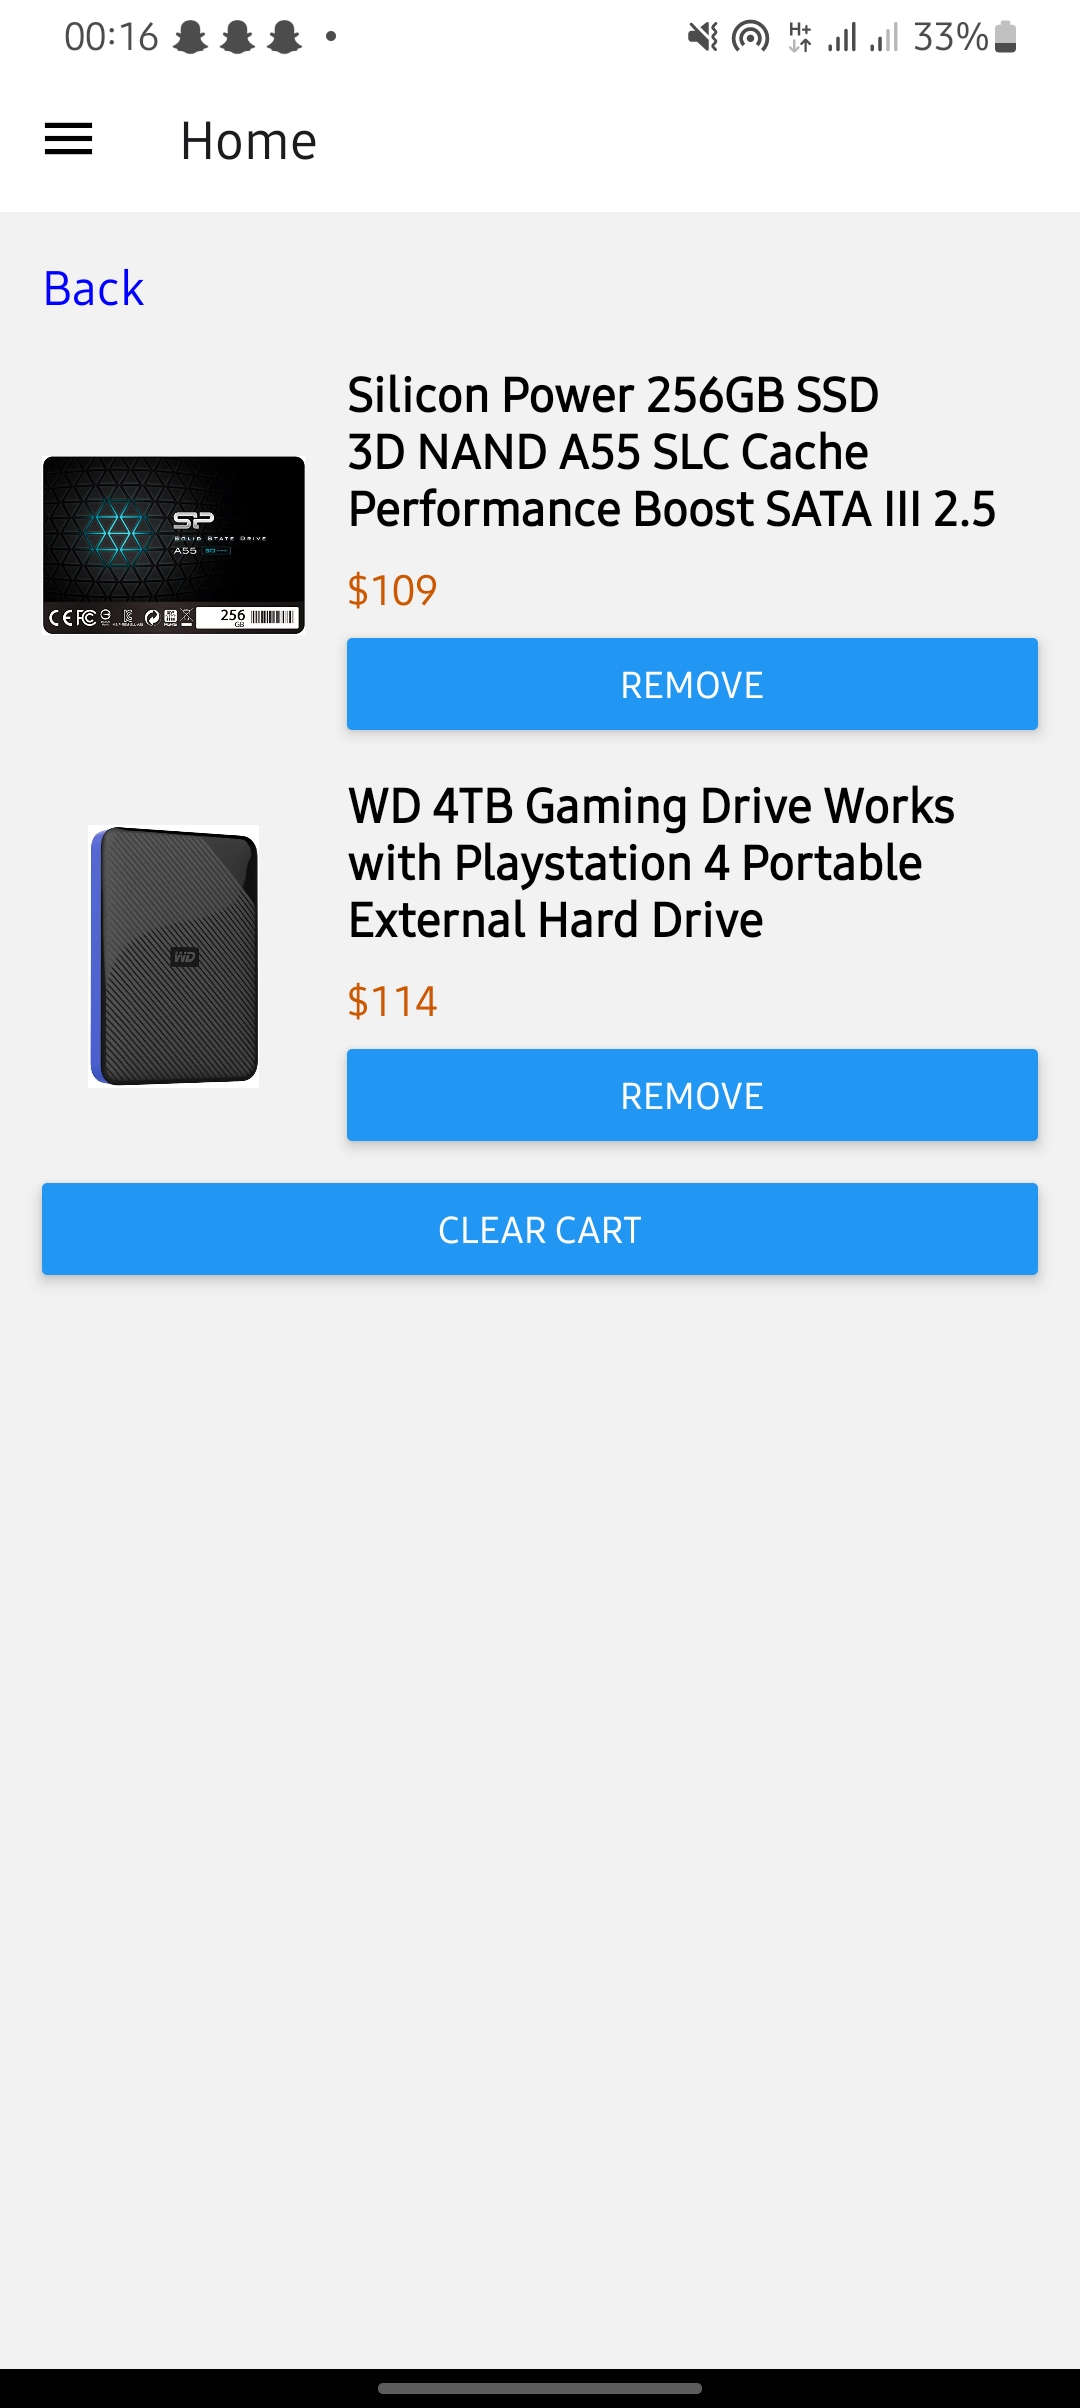 00:16
H+
33%
Home
Back
Silicon Power 256GB SSD
3D NAND A55 SLC Cache
Performance Boost SATA III 2.5
SP
SOLID STATE DRIVE
A55
256
GB
$109
REMOVE
WD 4TB Gaming Drive Works
with Playstation 4 Portable
External Hard Drive
WD
$114
REMOVE
CLEAR CART